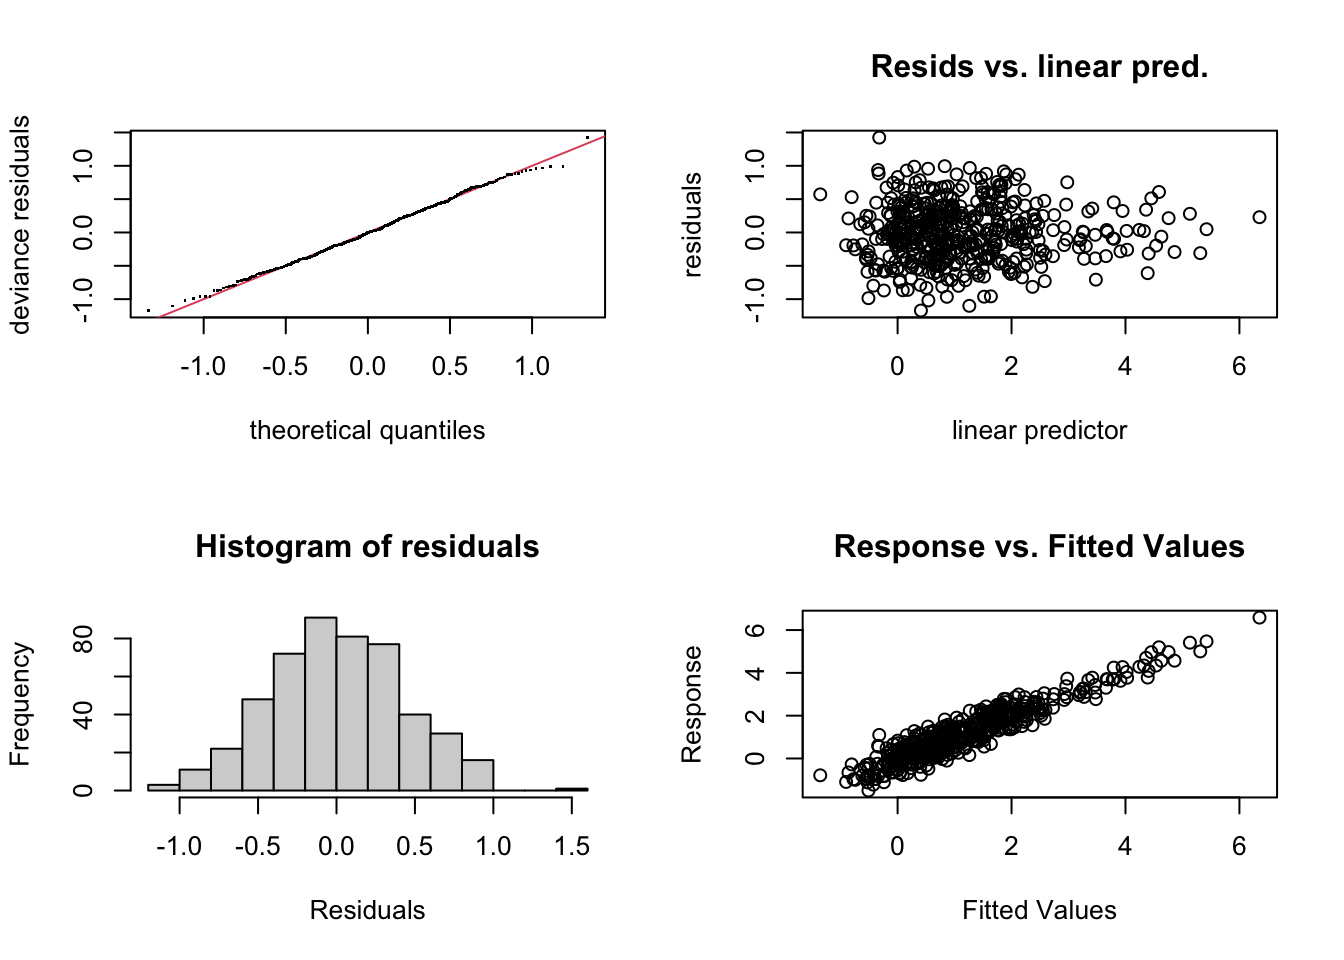 deviance residuals
1.0
0.0
-1.0
-1.0 -0.5 0.0 0.5 1.0
theoretical quantiles
Resids vs. linear pred.
residuals
1.0
0.0
-1.0
0 2 4 6
linear predictor
Histogram of residuals
Frequency
80
40
0
-1.0 -0.5 0.0 0.5 1.0 1.5
Residuals
Response vs. Fitted Values
Response
6
4
2
0
0 2 4 6
Fitted Values